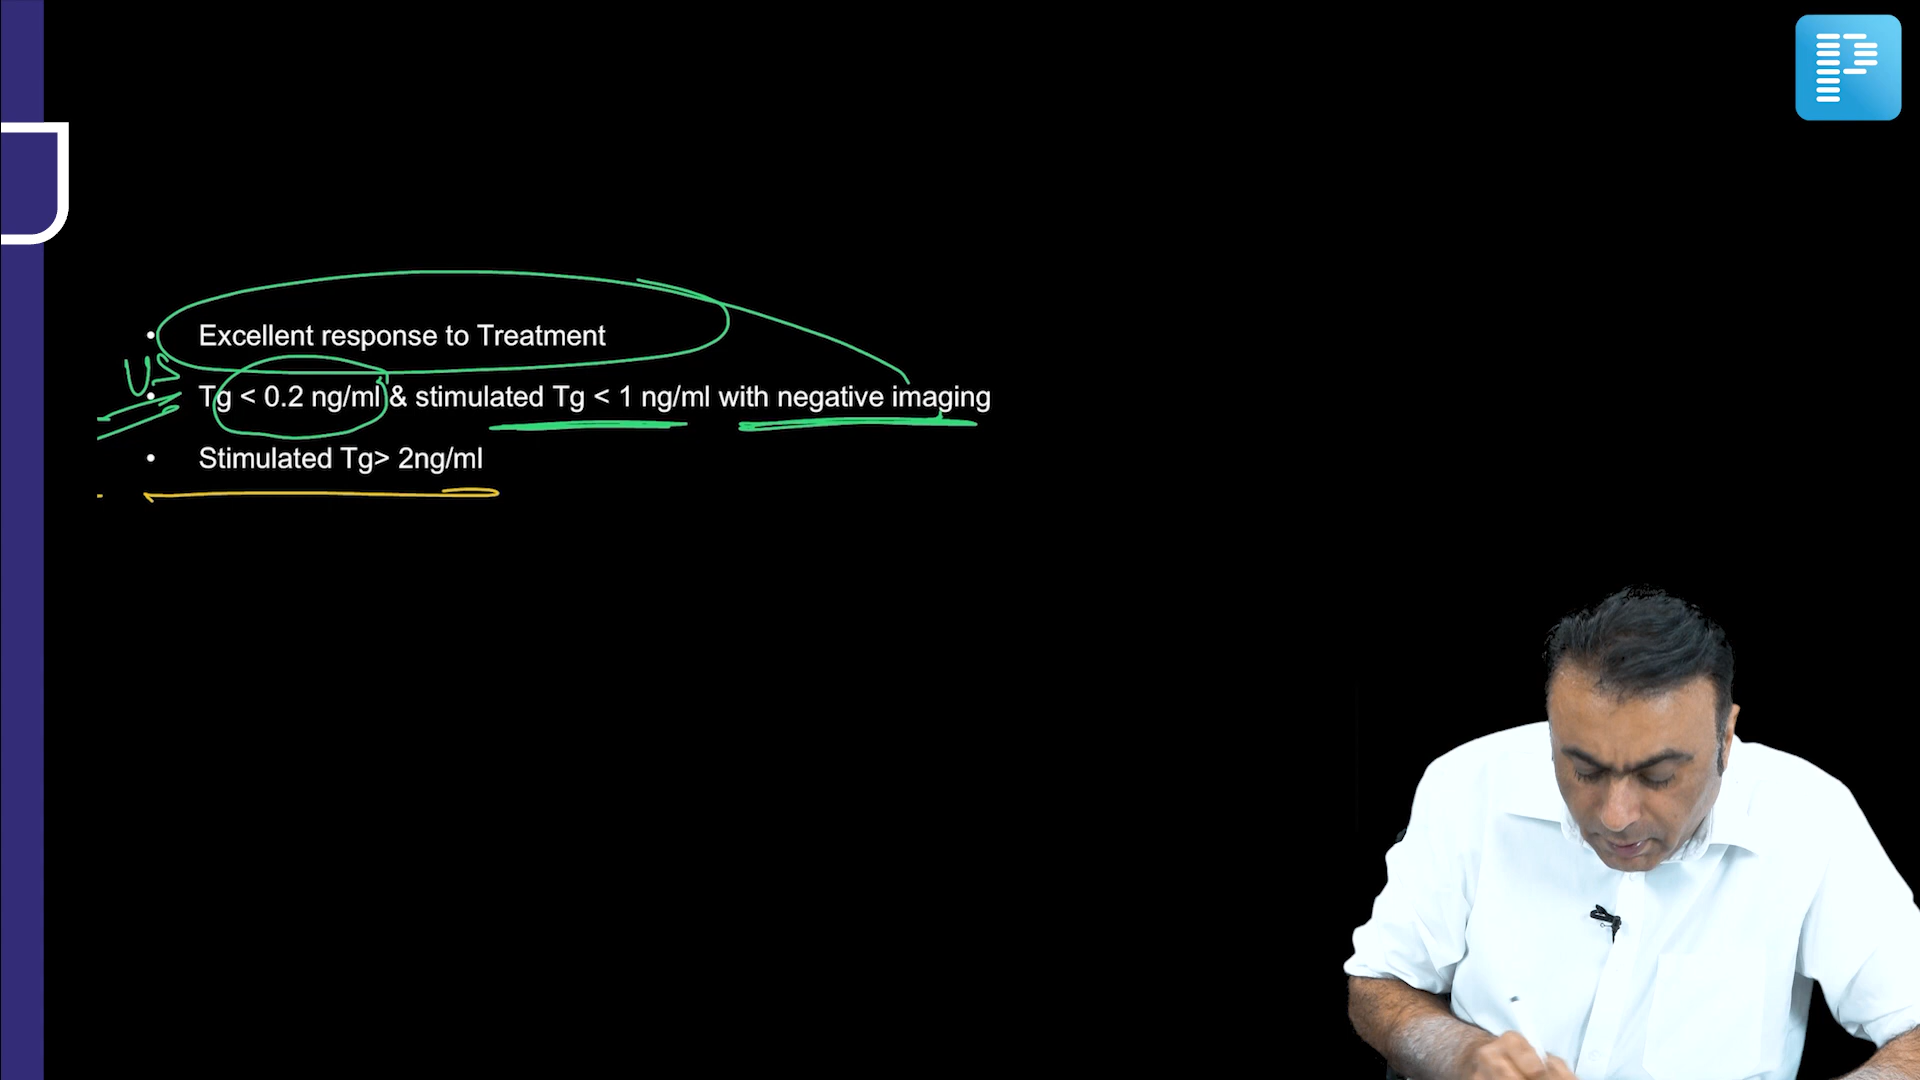 • Excellent response to Treatment
US
• Tg < 0.2 ng/ml & stimulated Tg < 1 ng/ml with negative imaging
• Stimulated Tg> 2ng/ml